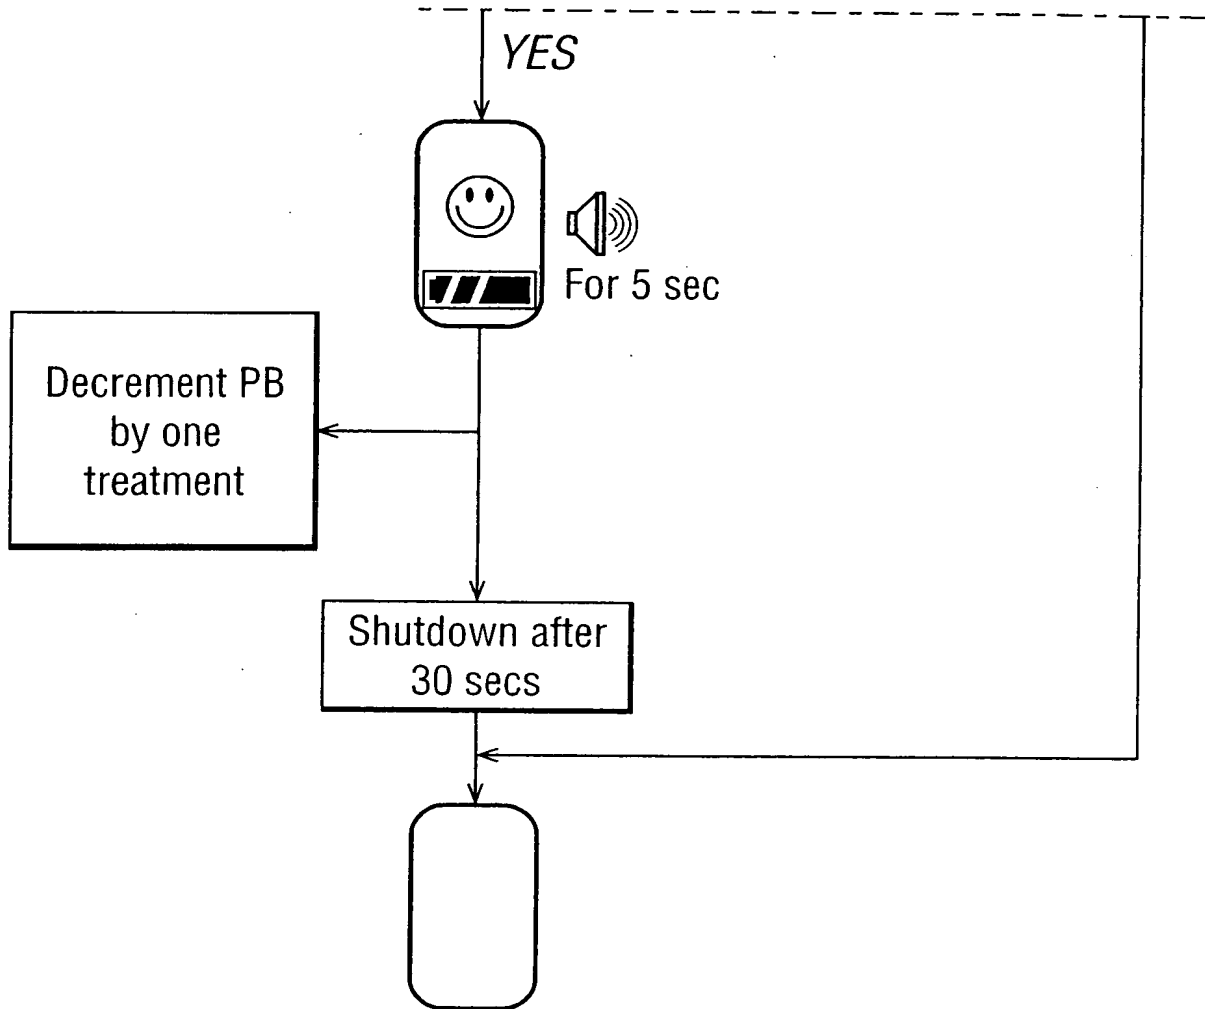 YES
For 5 sec
Decrement PB
by one
treatment
Shutdown after
30 secs